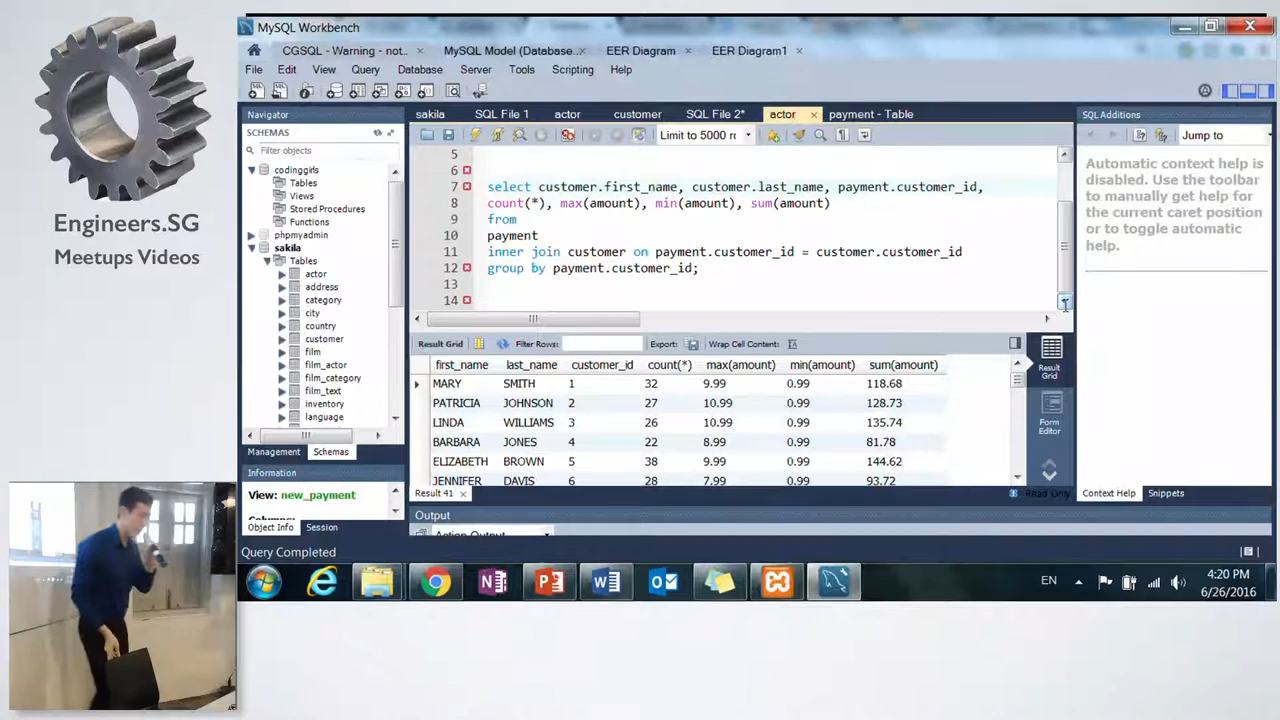 Engineers.SG
Meetups Videos
MySQL Workbench
CGSQL - Warning - not... × MySQL Model (Database... × EER Diagram × EER Diagram1 ×
File Edit View Query Database Server Tools Scripting Help
Navigator
SCHEMAS
Filter objects
codinggirls
Tables
Views
Stored Procedures
Functions
phpmyadmin
sakila
Tables
actor
address
category
city
country
customer
film
film_actor
film_category
film_text
inventory
language
Management Schemas
Information
View: new_payment
Object Info Session
sakila SQL File 1 actor customer SQL File 2* actor × payment - Table
Limit to 5000 rc
5
6
7 select customer.first_name, customer.last_name, payment.customer_id,
8 count(*), max(amount), min(amount), sum(amount)
9 from
10 payment
11 inner join customer on payment.customer_id = customer.customer_id
12 group by payment.customer_id;
13
14
Result Grid Filter Rows: Export: Wrap Cell Content:
first_name last_name customer_id count(*) max(amount) min(amount) sum(amount)
MARY SMITH 1 32 9.99 0.99 118.68
PATRICIA JOHNSON 2 27 10.99 0.99 128.73
LINDA WILLIAMS 3 26 10.99 0.99 135.74
BARBARA JONES 4 22 8.99 0.99 81.78
ELIZABETH BROWN 5 38 9.99 0.99 144.62
JENNIFER DAVIS 6 28 7.99 0.99 93.72
Result 41 ×
Result
Grid
Form
Editor
Read Only
Output
Action Output
SQL Additions
Jump to
Automatic context help is
disabled. Use the toolbar
to manually get help for
the current caret position
or to toggle automatic
help.
Context Help Snippets
Query Completed
EN
4:20 PM
6/26/2016